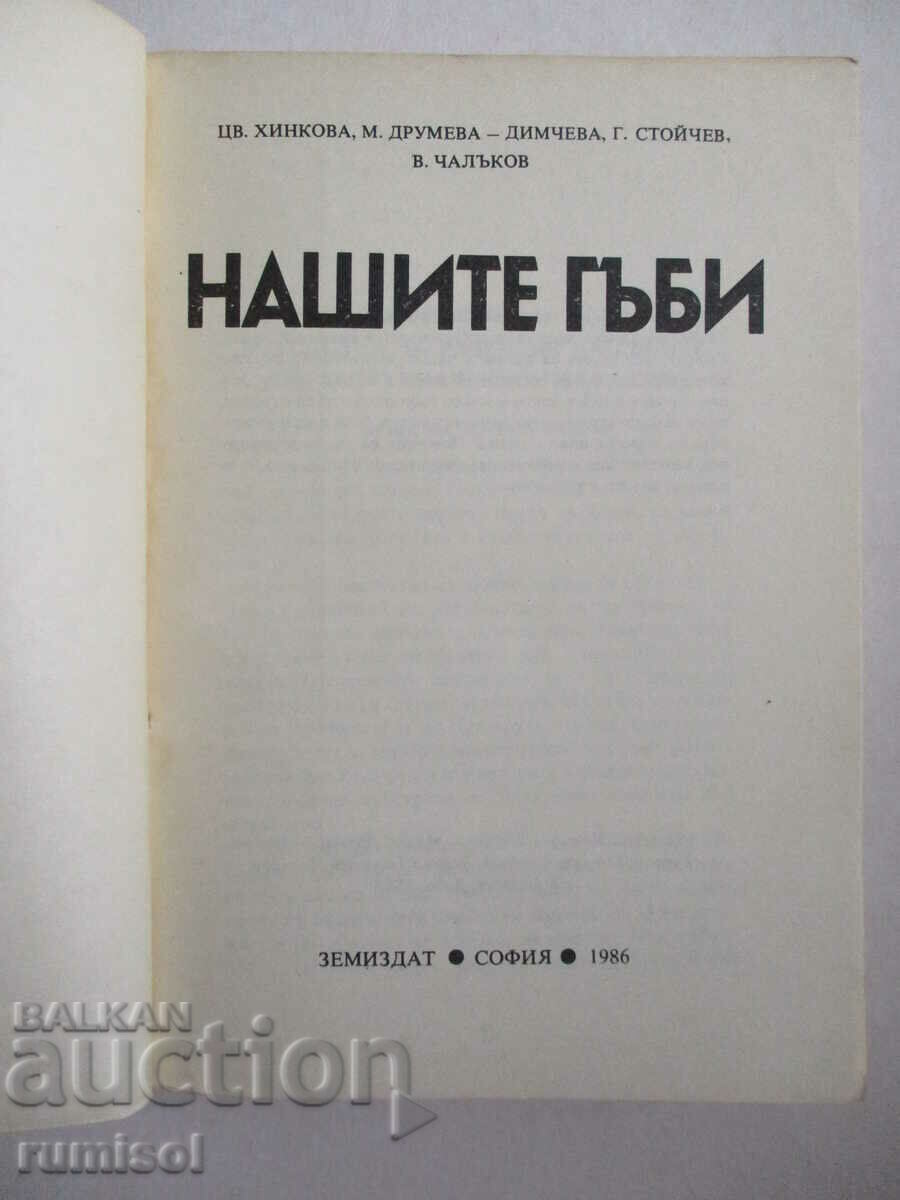 ЦВ. ХИНКОВА, М. ДРУМЕВА – ДИМЧЕВА, Г. СТОЙЧЕВ,
В. ЧАЛЪКОВ
НАШИТЕ ГЪБИ
ЗЕМИЗДАТ ● СОФИЯ ● 1986
BALKAN
auction
rumisol